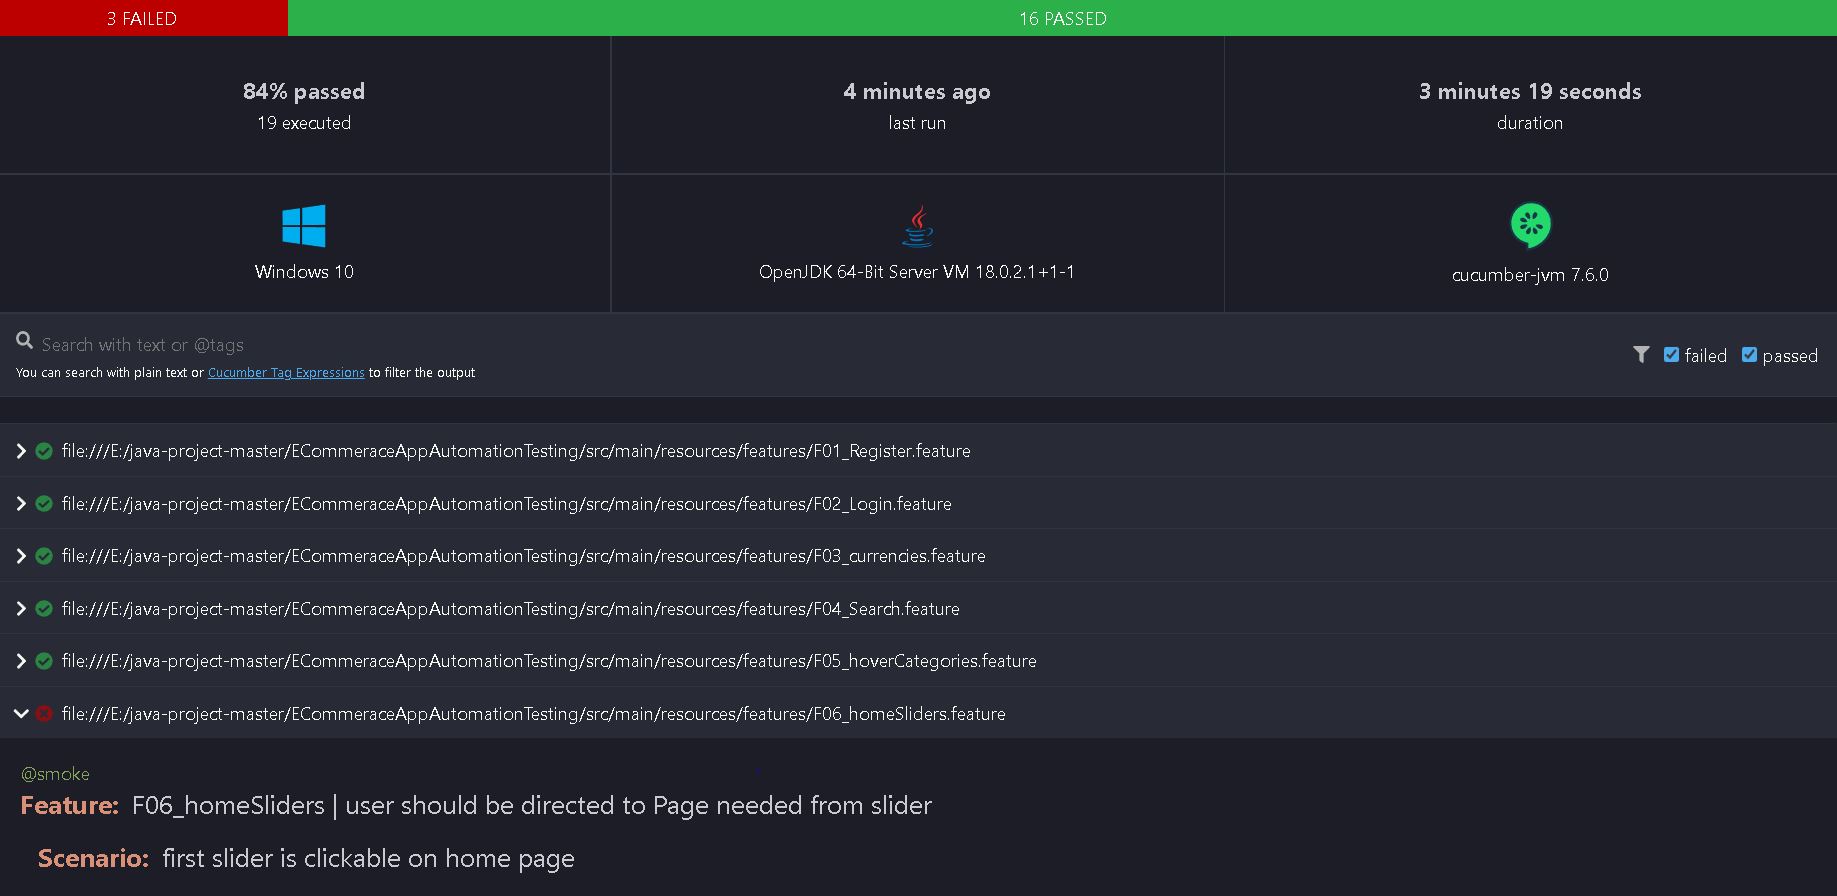 3 FAILED
16 PASSED
84% passed
19 executed
4 minutes ago
last run
3 minutes 19 seconds
duration
Windows 10
OpenJDK 64-Bit Server VM 18.0.2.1+1-1
cucumber-jvm 7.6.0
Search with text or @tags
You can search with plain text or Cucumber Tag Expressions to filter the output
failed passed
file:///E:/java-project-master/ECommeraceAppAutomationTesting/src/main/resources/features/F01_Register.feature
file:///E:/java-project-master/ECommeraceAppAutomationTesting/src/main/resources/features/F02_Login.feature
file:///E:/java-project-master/ECommeraceAppAutomationTesting/src/main/resources/features/F03_currencies.feature
file:///E:/java-project-master/ECommeraceAppAutomationTesting/src/main/resources/features/F04_Search.feature
file:///E:/java-project-master/ECommeraceAppAutomationTesting/src/main/resources/features/F05_hoverCategories.feature
file:///E:/java-project-master/ECommeraceAppAutomationTesting/src/main/resources/features/F06_homeSliders.feature
@smoke
Feature: F06_homeSliders | user should be directed to Page needed from slider
Scenario: first slider is clickable on home page